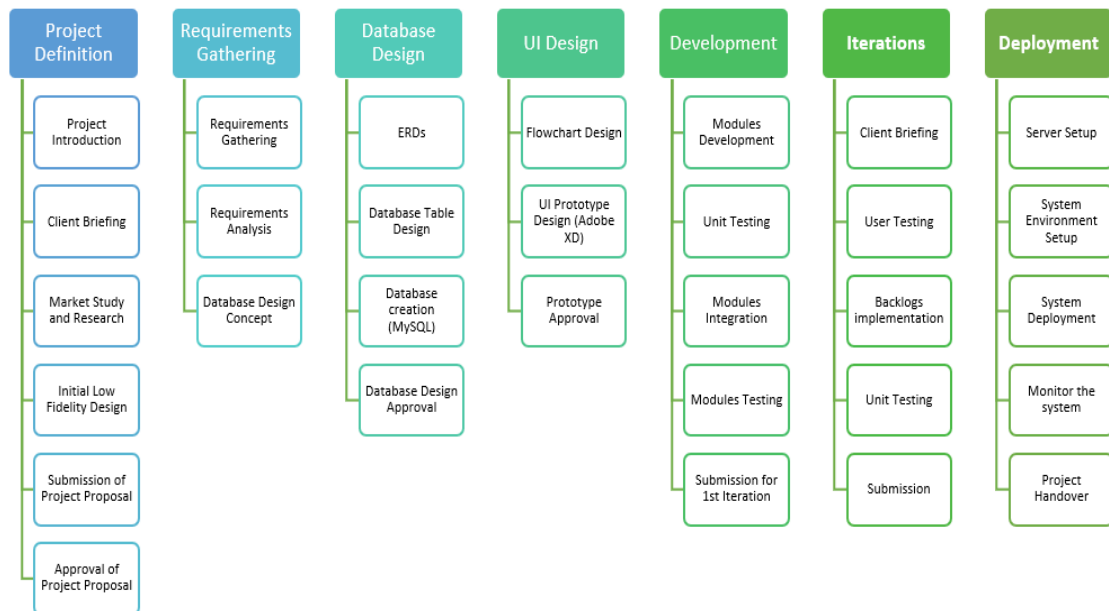 Project
Definition
Project
Introduction
Client Briefing
Market Study
and Research
Initial Low
Fidelity Design
Submission of
Project Proposal
Approval of
Project Proposal
Requirements
Gathering
Requirements
Gathering
Requirements
Analysis
Database Design
Concept
Database
Design
ERDs
Database Table
Design
Database
creation
(MySQL)
Database Design
Approval
UI Design
Flowchart Design
UI Prototype
Design (Adobe
XD)
Prototype
Approval
Development
Modules
Development
Unit Testing
Modules
Integration
Modules Testing
Submission for
1st Iteration
Iterations
Client Briefing
User Testing
Backlogs
implementation
Unit Testing
Submission
Deployment
Server Setup
System
Environment
Setup
System
Deployment
Monitor the
system
Project
Handover